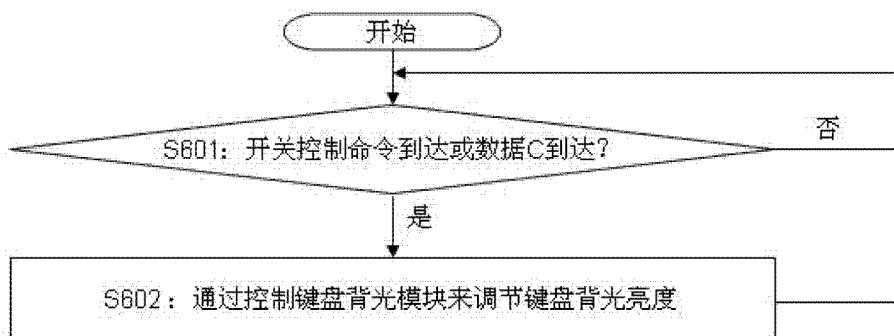 开始
S601：开关控制命令到达或数据C到达？
否
是
S602：通过控制键盘背光模块来调节键盘背光亮度